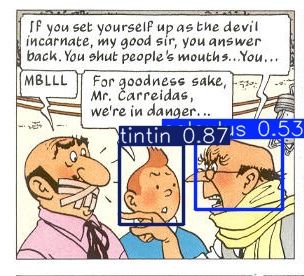 If you set yourself up as the devil
incarnate, my good sir, you answer
back. You shut people's mouths...You...
MBLLL
For goodness sake,
Mr. Carreidas,
we're in danger...
tintin 0.87
0.53